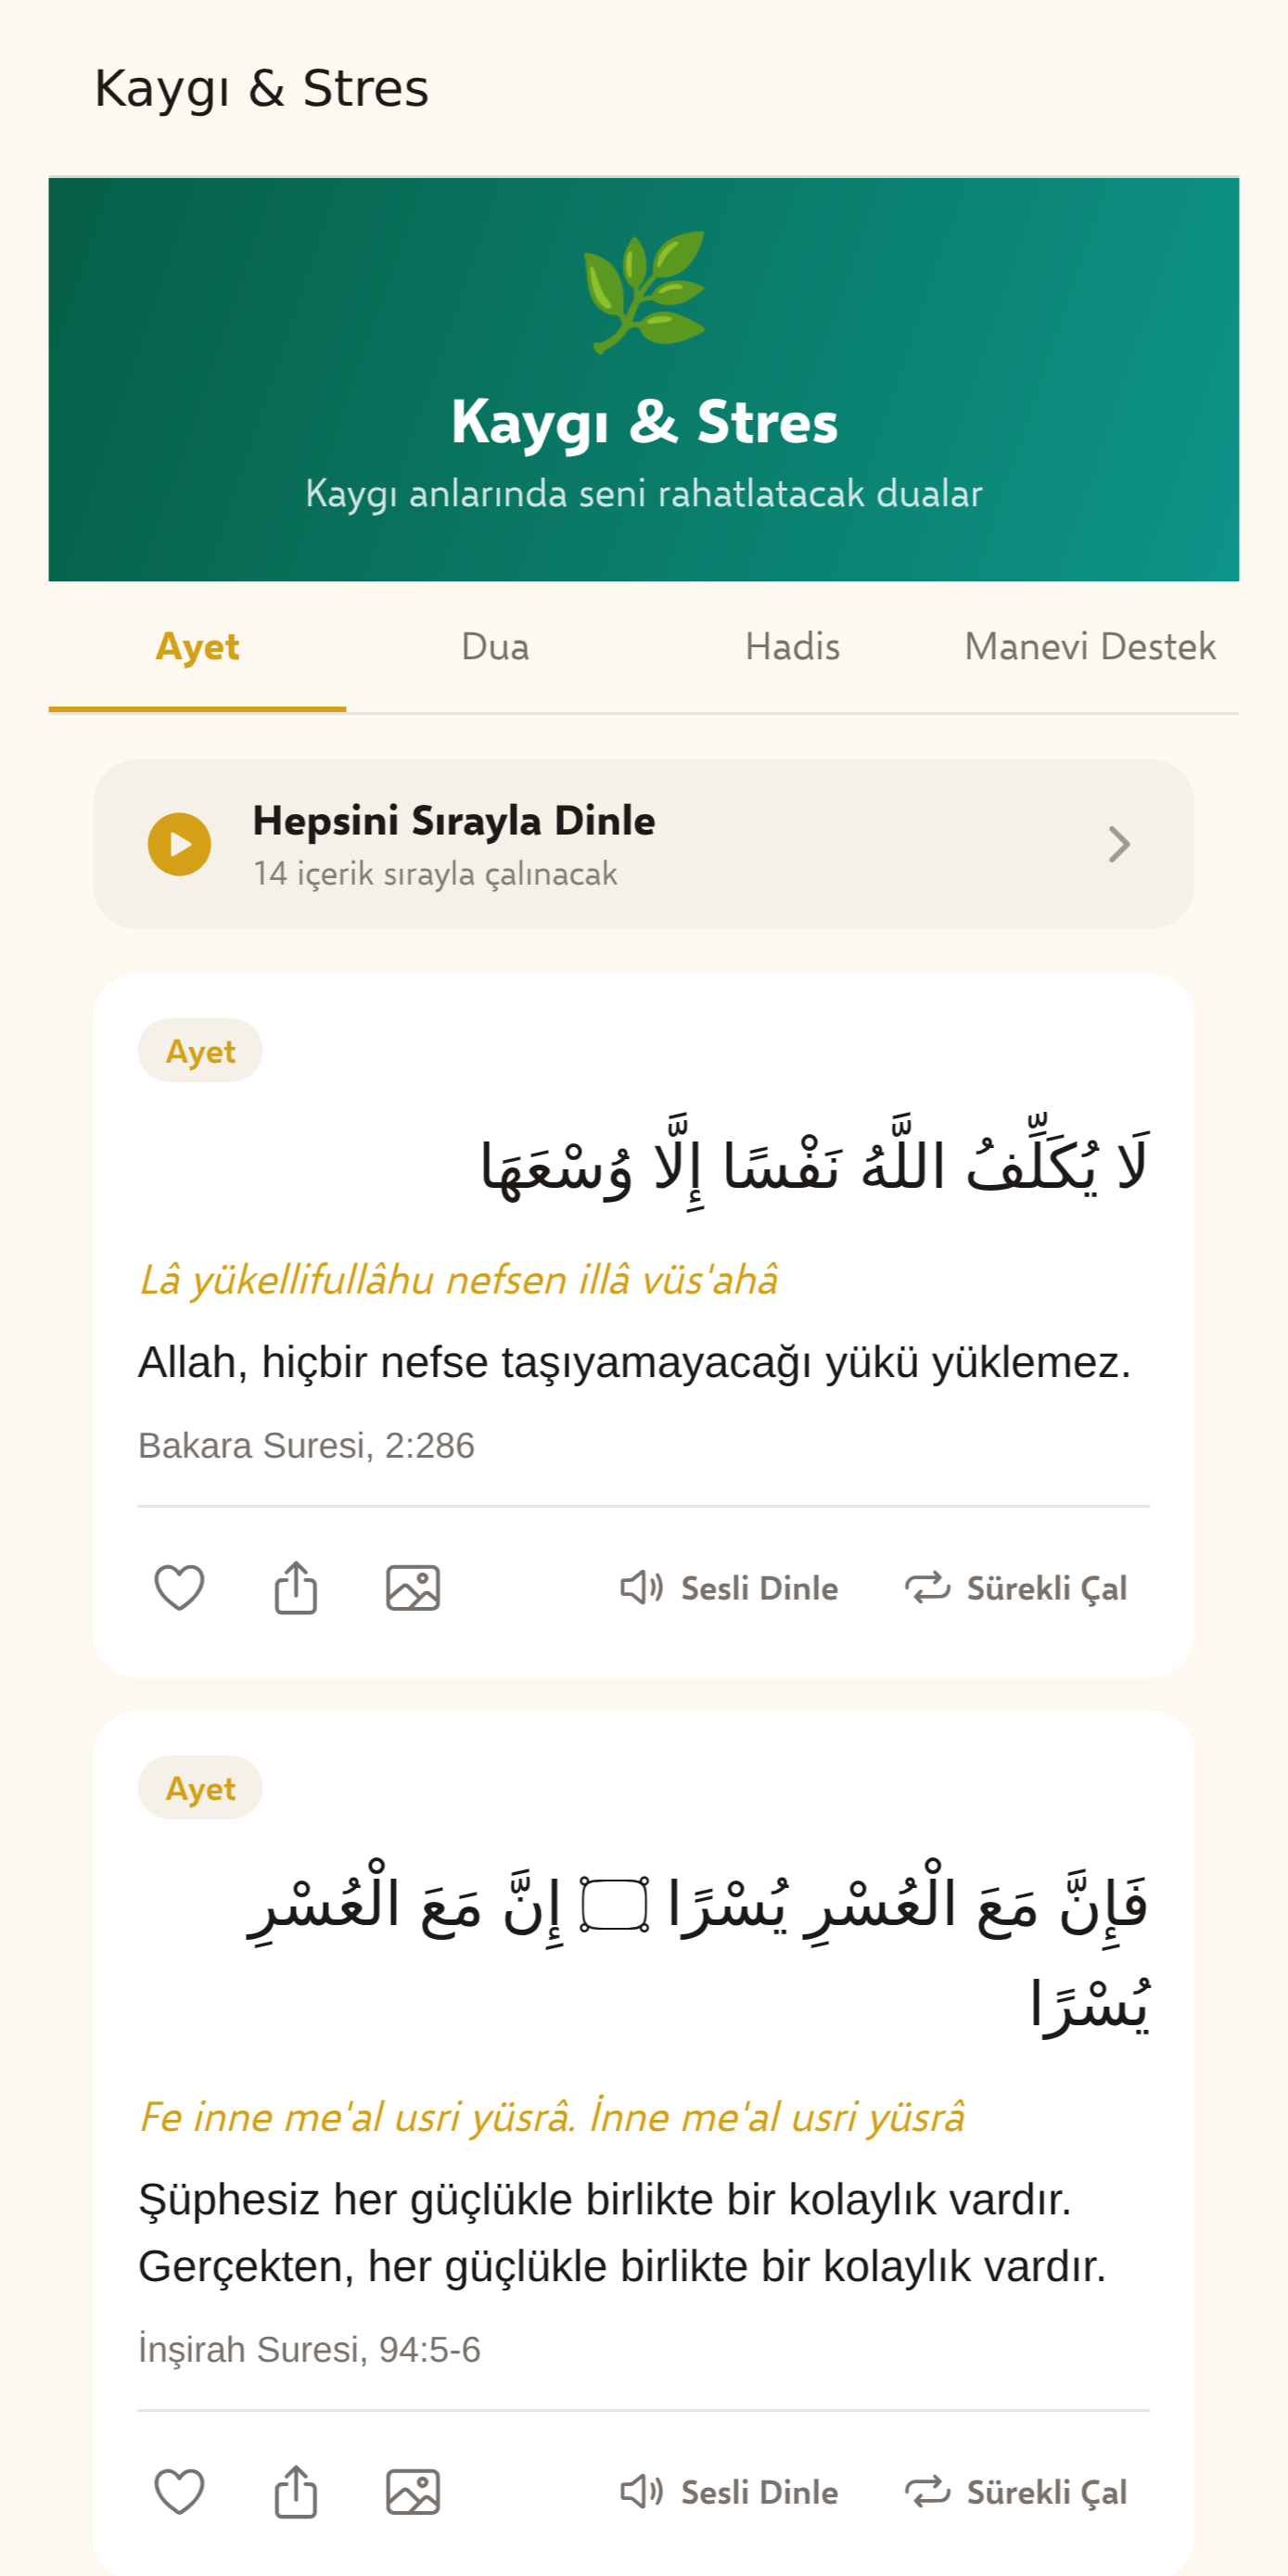 Kaygı & Stres
Kaygı & Stres
Kaygı anlarında seni rahatlatacak dualar
Ayet
Dua
Hadis
Manevi Destek
Hepsini Sırayla Dinle
14 içerik sırayla çalınacak
Ayet
لَا يُكَلِّفُ اللَّهُ نَفْسًا إِلَّا وُسْعَهَا
Lâ yükellifullâhu nefsen illâ vüs'ahâ
Allah, hiçbir nefse taşıyamayacağı yükü yüklemez.
Bakara Suresi, 2:286
Sesli Dinle
Sürekli Çal
Ayet
فَإِنَّ مَعَ الْعُسْرِ يُسْرًا ۝ إِنَّ مَعَ الْعُسْرِ
يُسْرًا
Fe inne me'al usri yüsrâ. İnne me'al usri yüsrâ
Şüphesiz her güçlükle birlikte bir kolaylık vardır.
Gerçekten, her güçlükle birlikte bir kolaylık vardır.
İnşirah Suresi, 94:5-6
Sesli Dinle
Sürekli Çal